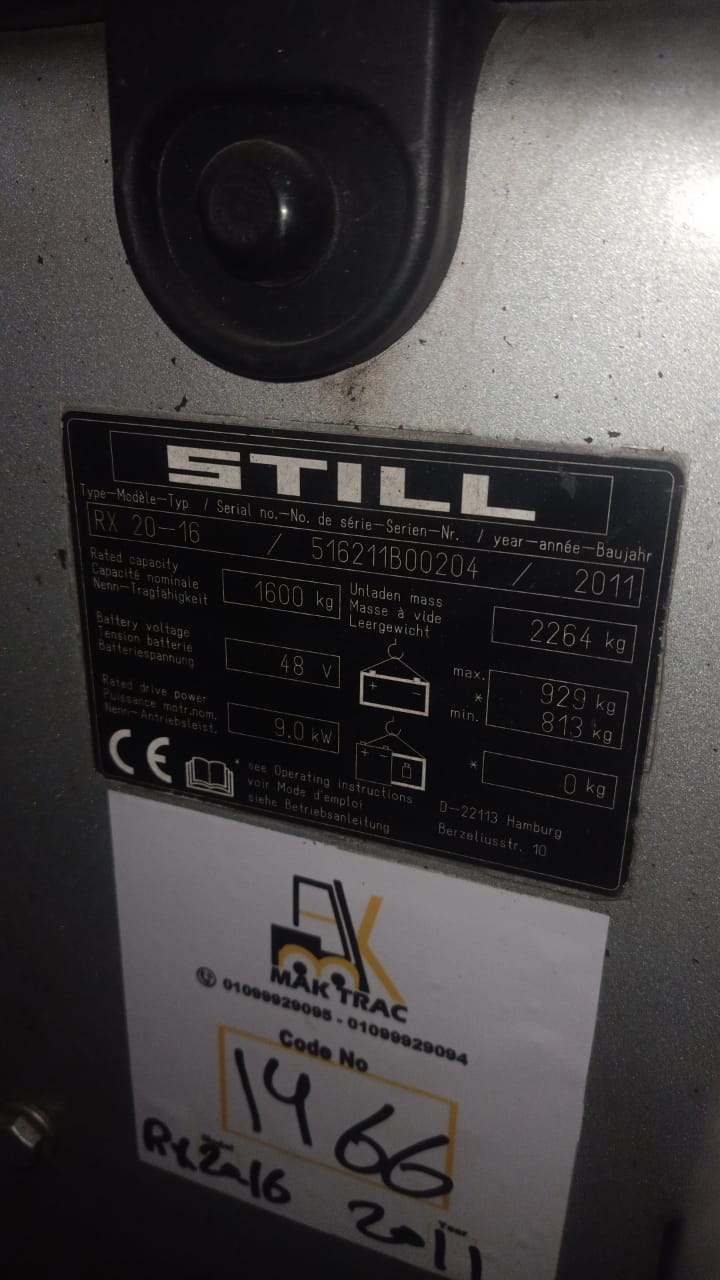 STILL
Type-Modèle-Typ / Serial no.-No. de série-Serien-Nr. / year-année-Baujahr
RX 20-16 / 516211B00204 / 2011
Rated capacity
Capacité nominale
Nenn-Tragfähigkeit
1600 kg
Unladen mass
Masse à vide
Leergewicht
2264 kg
Battery voltage
Tension batterie
Batteriespannung
48 V
+ -
max. 929 kg
*
min. 813 kg
Rated drive power
Puissance motr.nom.
Nenn-Antriebsleist.
9.0 kW
+ -
* 0 kg
CE
* see Operating instructions
voir Mode d'emploi
siehe Betriebsanleitung
D-22113 Hamburg
Berzeliusstr. 10
MAK TRAC
01099929095 - 01099929094
Code No
1466
Model
Rx20-16
Year
2011